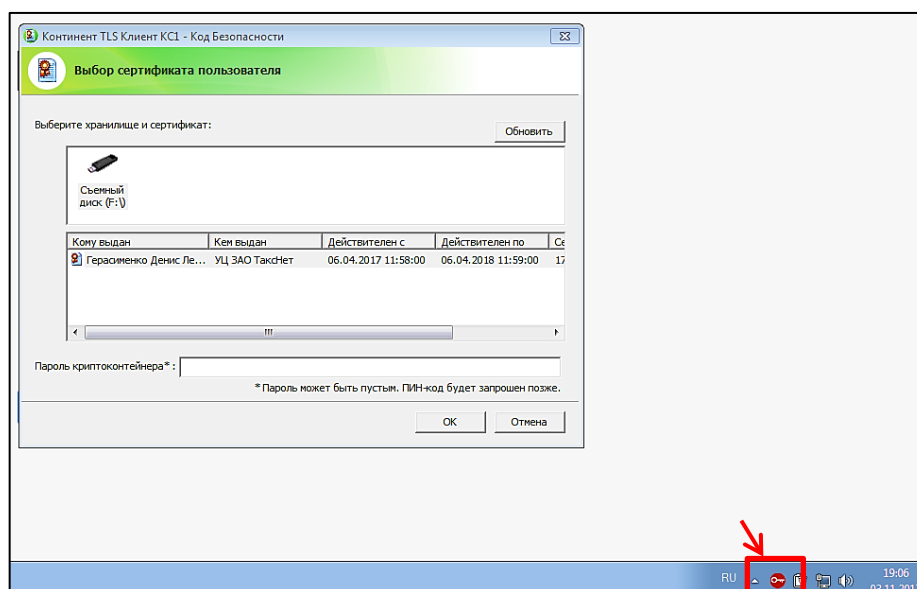 Континент TLS Клиент КС1 - Код Безопасности
Выбор сертификата пользователя
Выберите хранилище и сертификат:
Обновить
Съемный
диск (F:\)
Кому выдан Кем выдан Действителен с Действителен по Се
Герасименко Денис Ле... УЦ ЗАО ТаксНет 06.04.2017 11:58:00 06.04.2018 11:59:00 17
Пароль криптоконтейнера* :
* Пароль может быть пустым. ПИН-код будет запрошен позже.
OK Отмена
RU 19:06
03.11.201